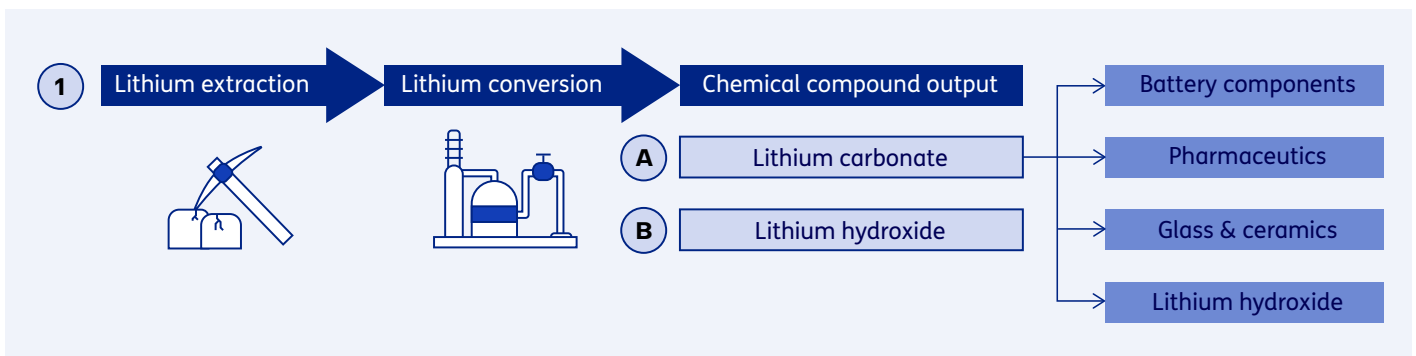 1
Lithium extraction
Lithium conversion
Chemical compound output
A
Lithium carbonate
B
Lithium hydroxide
Battery components
Pharmaceutics
Glass & ceramics
Lithium hydroxide